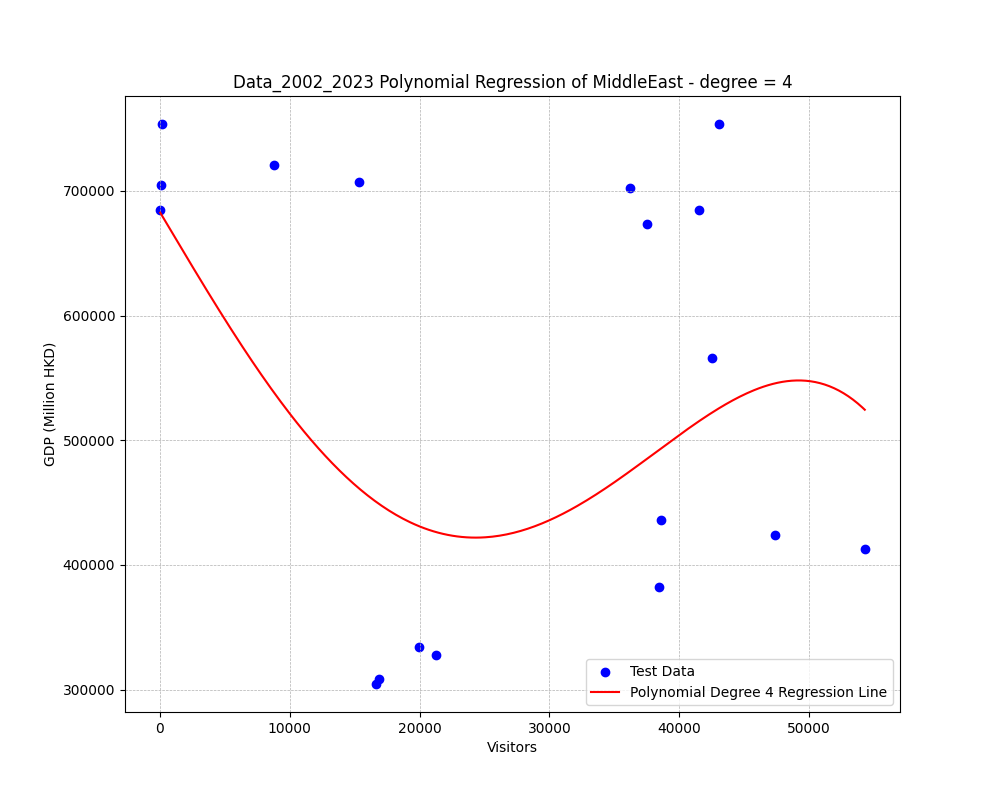 Data_2002_2023 Polynomial Regression of MiddleEast - degree = 4
700000
600000
500000
400000
300000
GDP (Million HKD)
Test Data
Polynomial Degree 4 Regression Line
0 10000 20000 30000 40000 50000
Visitors